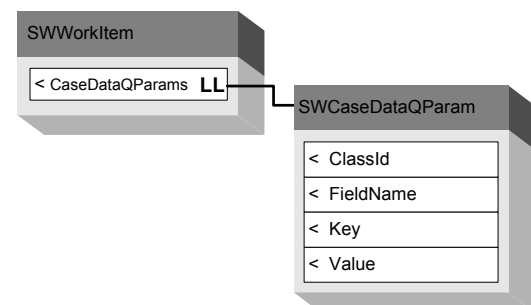 SWWorkItem
< CaseDataQParams LL
SWCaseDataQParam
< ClassId
< FieldName
< Key
< Value